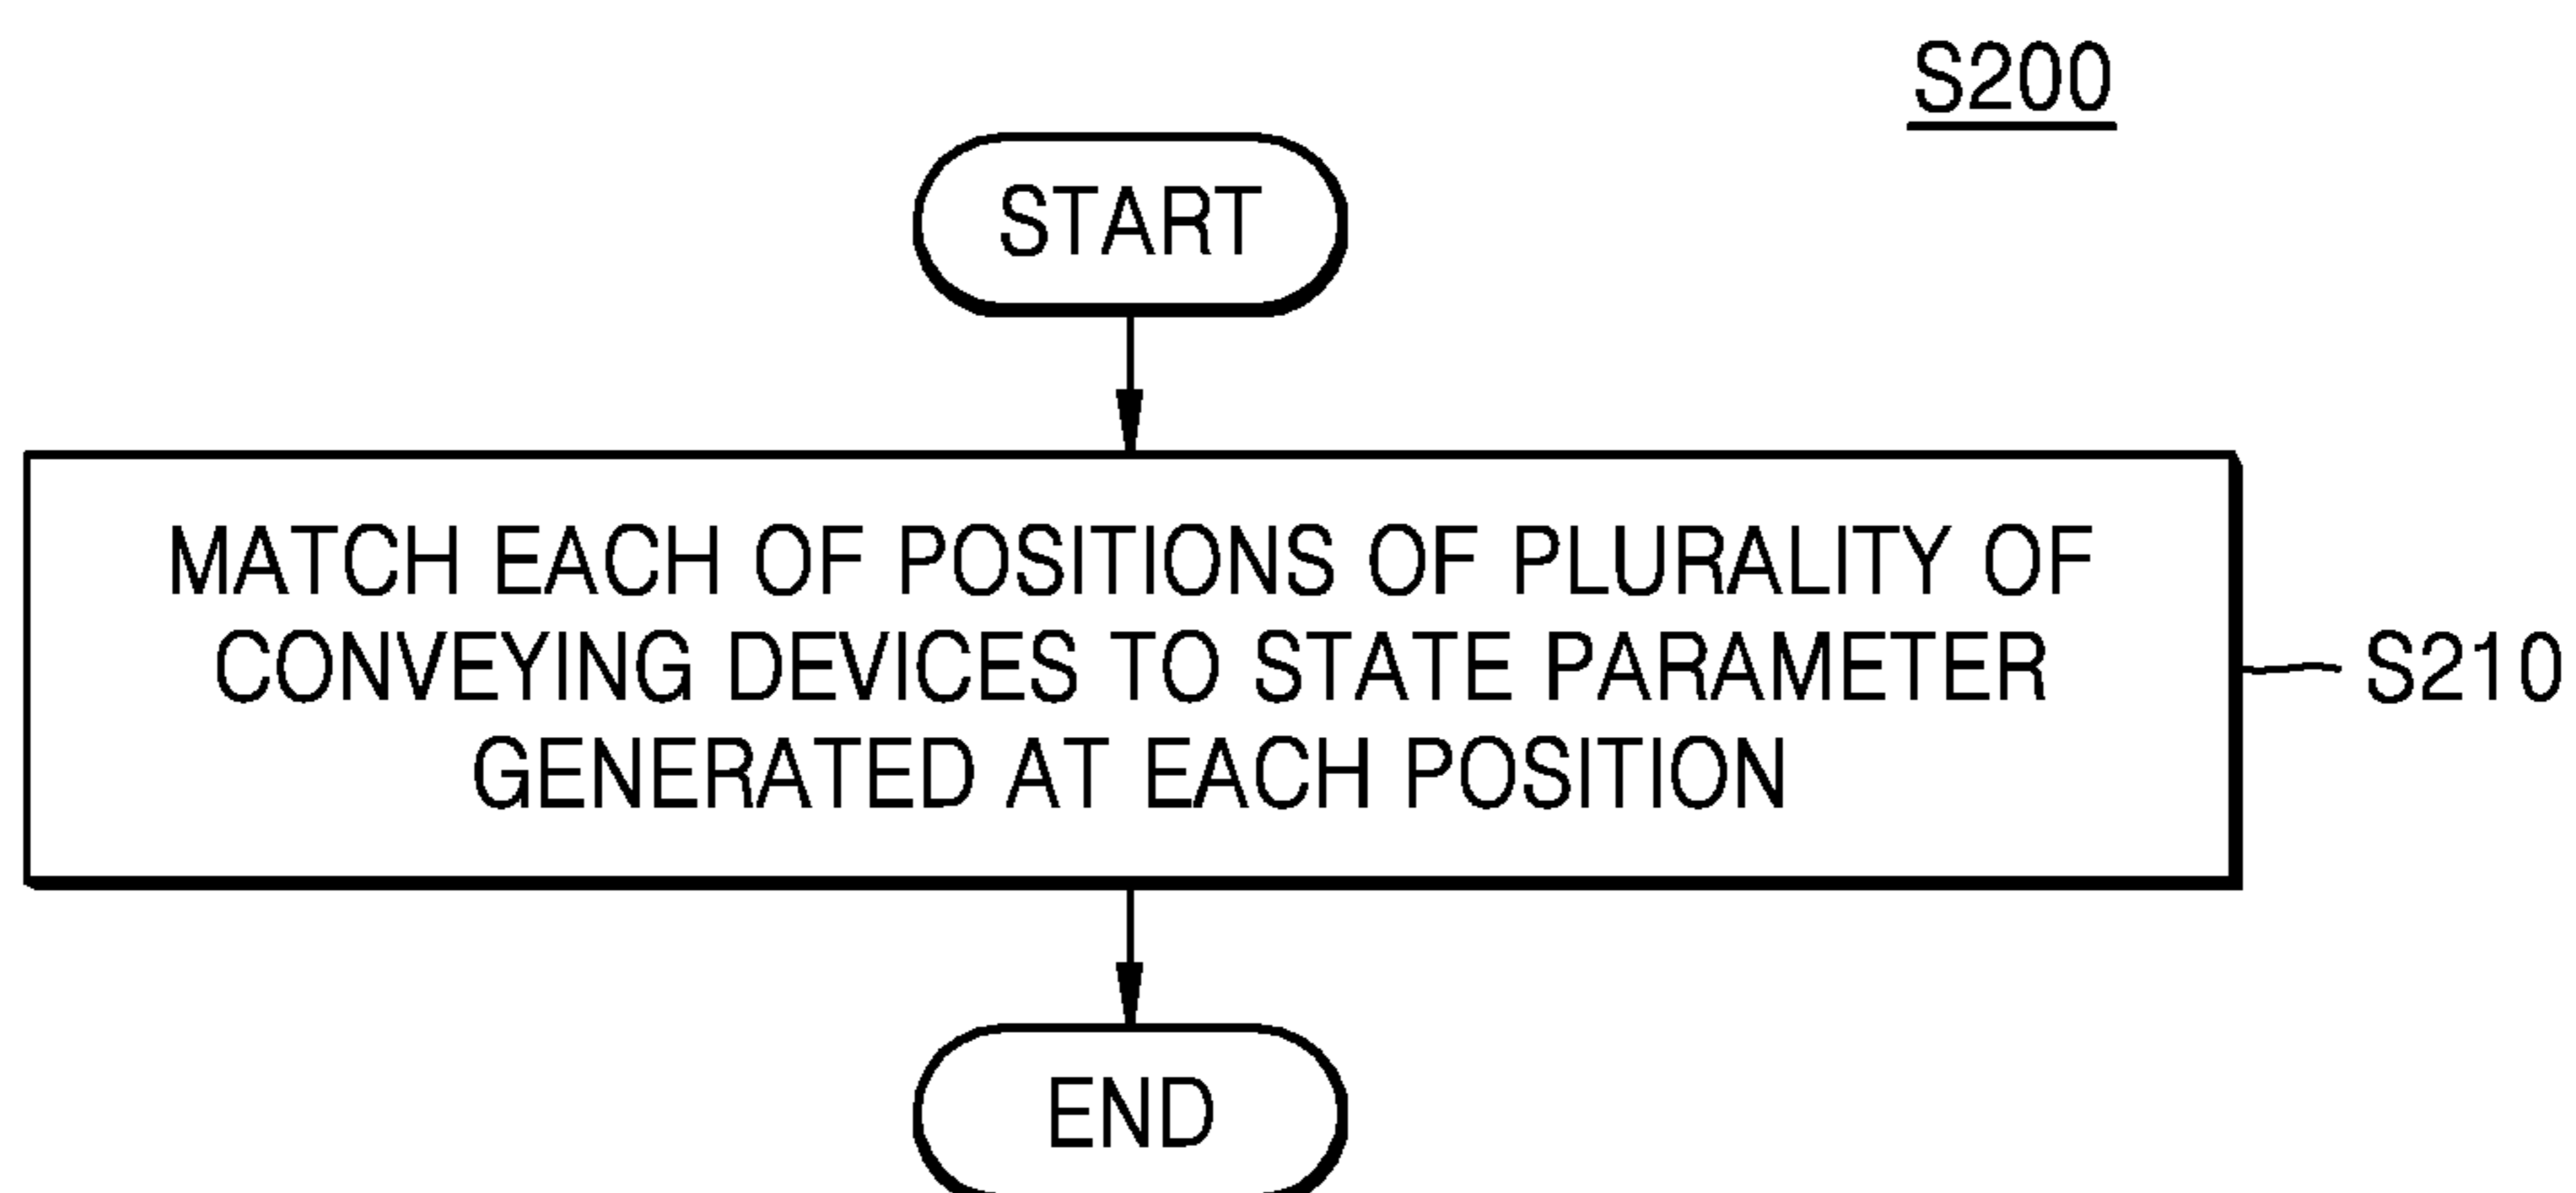 S200
START
MATCH EACH OF POSITIONS OF PLURALITY OF
CONVEYING DEVICES TO STATE PARAMETER
GENERATED AT EACH POSITION
S210
END